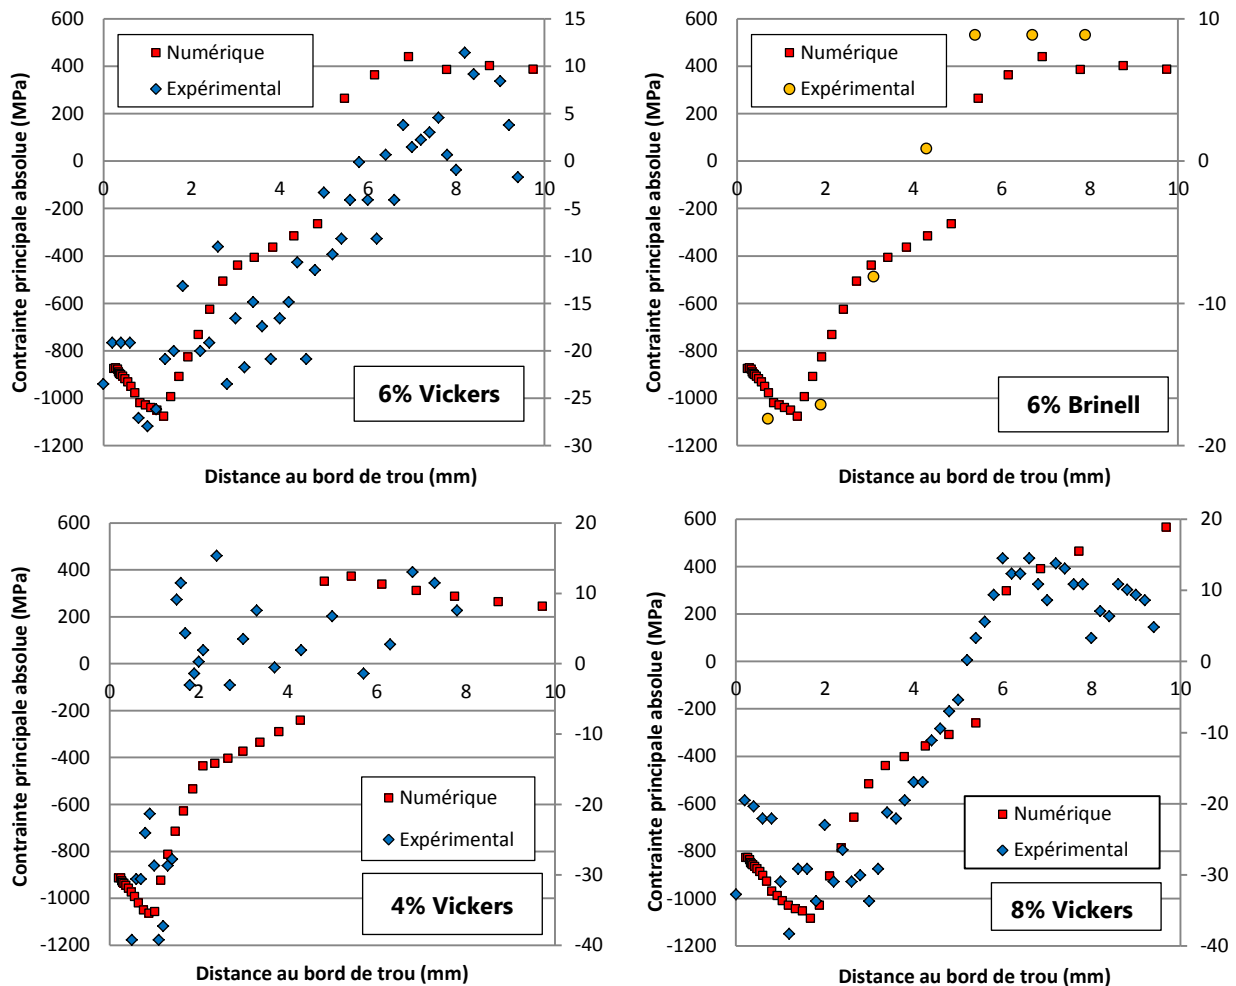 600
400
200
0
-200
-400
-600
-800
-1000
-1200
15
10
5
0
-5
-10
-15
-20
-25
-30
0 2 4 6 8 10
Numérique
Expérimental
6% Vickers
Contrainte principale absolue (MPa)
Distance au bord de trou (mm)
600
400
200
0
-200
-400
-600
-800
-1000
-1200
10
0
-10
-20
0 2 4 6 8 10
Numérique
Expérimental
6% Brinell
Contrainte principale absolue (MPa)
Distance au bord de trou (mm)
600
400
200
0
-200
-400
-600
-800
-1000
-1200
20
10
0
-10
-20
-30
-40
0 2 4 6 8 10
Numérique
Expérimental
4% Vickers
Contrainte principale absolue (MPa)
Distance au bord de trou (mm)
600
400
200
0
-200
-400
-600
-800
-1000
-1200
20
10
0
-10
-20
-30
-40
0 2 4 6 8 10
Numérique
Expérimental
8% Vickers
Contrainte principale absolue (MPa)
Distance au bord de trou (mm)